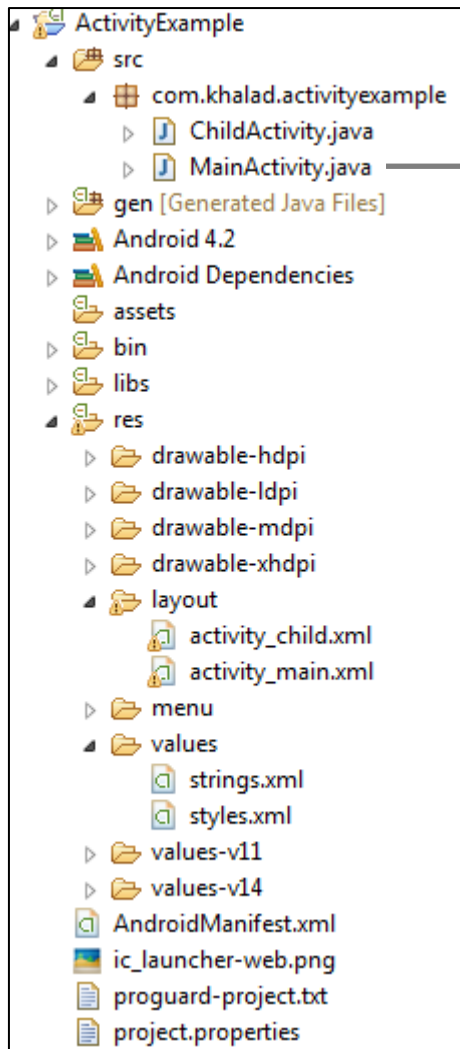 ActivityExample
src
com.khalad.activityexample
ChildActivity.java
MainActivity.java
gen [Generated Java Files]
Android 4.2
Android Dependencies
assets
bin
libs
res
drawable-hdpi
drawable-ldpi
drawable-mdpi
drawable-xhdpi
layout
activity_child.xml
activity_main.xml
menu
values
strings.xml
styles.xml
values-v11
values-v14
AndroidManifest.xml
ic_launcher-web.png
proguard-project.txt
project.properties